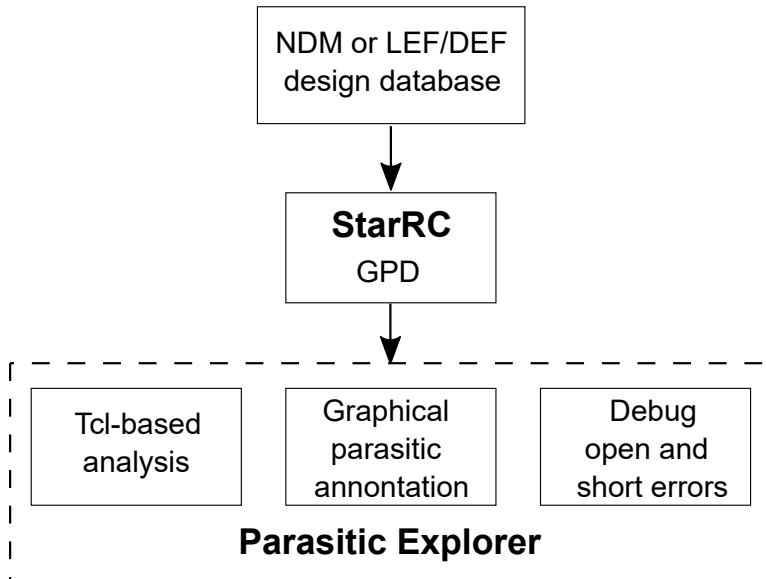 NDM or LEF/DEF
design database
StarRC
GPD
Tcl-based
analysis
Graphical
parasitic
annontation
Debug
open and
short errors
Parasitic Explorer